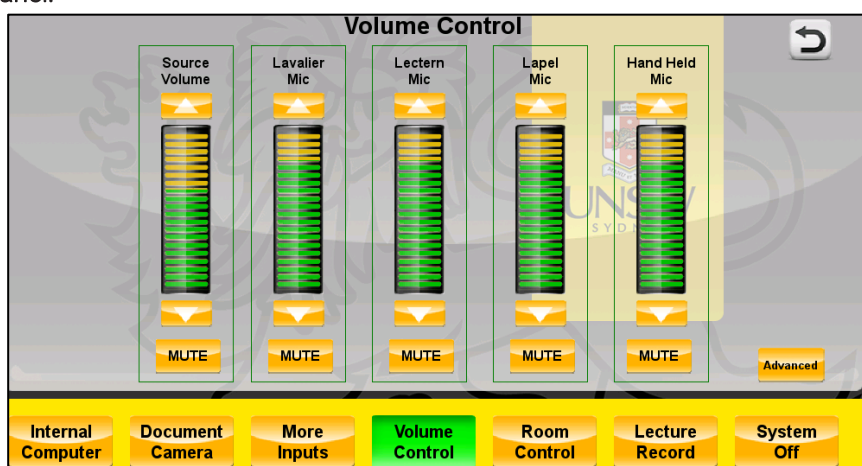 Volume Control
Source
Volume
Lavalier
Mic
Lectern
Mic
Lapel
Mic
Hand Held
Mic
UNSW
MUTE
MUTE
MUTE
MUTE
MUTE
Advanced
Internal
Computer
Document
Camera
More
Inputs
Volume
Control
Room
Control
Lecture
Record
System
Off